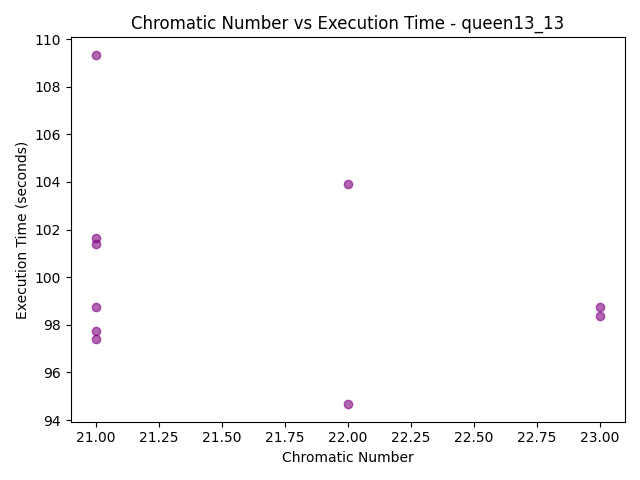 Chromatic Number vs Execution Time - queen13_13
110
108
106
104
102
100
98
96
94
Execution Time (seconds)
21.00 21.25 21.50 21.75 22.00 22.25 22.50 22.75 23.00
Chromatic Number